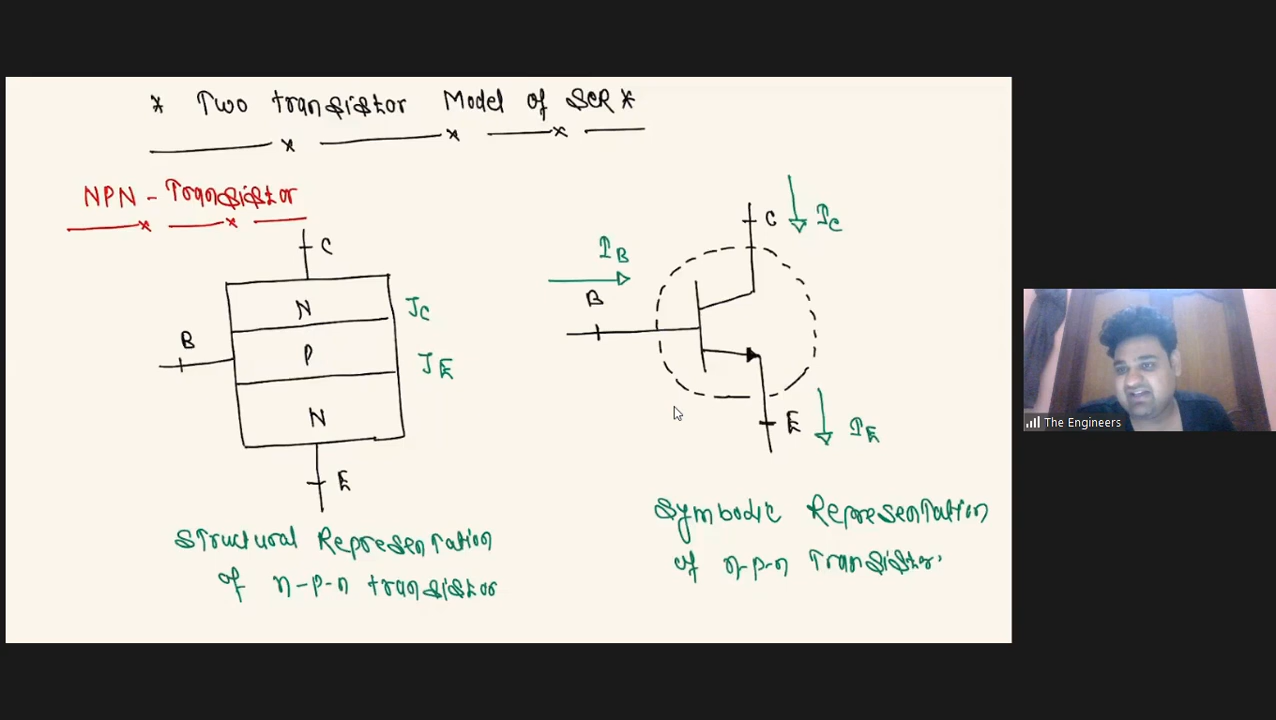 * Two transistor Model of SCR *
NPN - Transistor
C
N
JC
B
P
JE
N
E
Structural Representation
of n-p-n transistor
IC
C
IB
B
E
IE
Symbolic Representation
of n-p-n Transistor
The Engineers